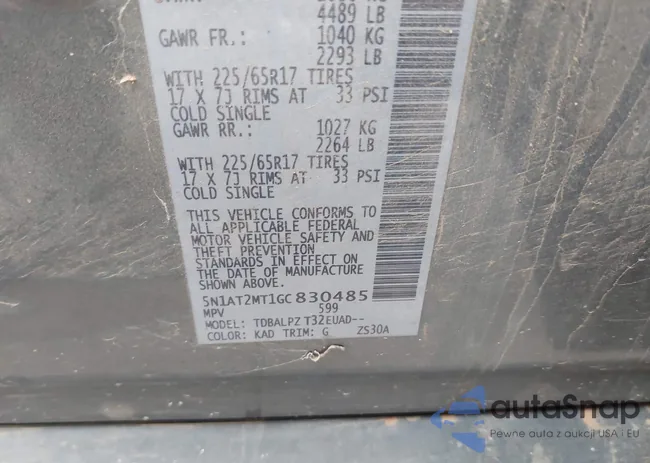 4489 LB
GAWR FR.: 1040 KG
2293 LB
WITH 225/65R17 TIRES
17 X 7J RIMS AT 33 PSI
COLD SINGLE
GAWR RR.: 1027 KG
2264 LB
WITH 225/65R17 TIRES
17 X 7J RIMS AT 33 PSI
COLD SINGLE
THIS VEHICLE CONFORMS TO
ALL APPLICABLE FEDERAL
MOTOR VEHICLE SAFETY AND
THEFT PREVENTION
STANDARDS IN EFFECT ON
THE DATE OF MANUFACTURE
SHOWN ABOVE.
5N1AT2MT1GC830485
MPV 599
MODEL: TDBALPZ T32EUAD--
COLOR: KAD TRIM: G ZS30A
autaSnap
Pewne auta z aukcji USA i EU